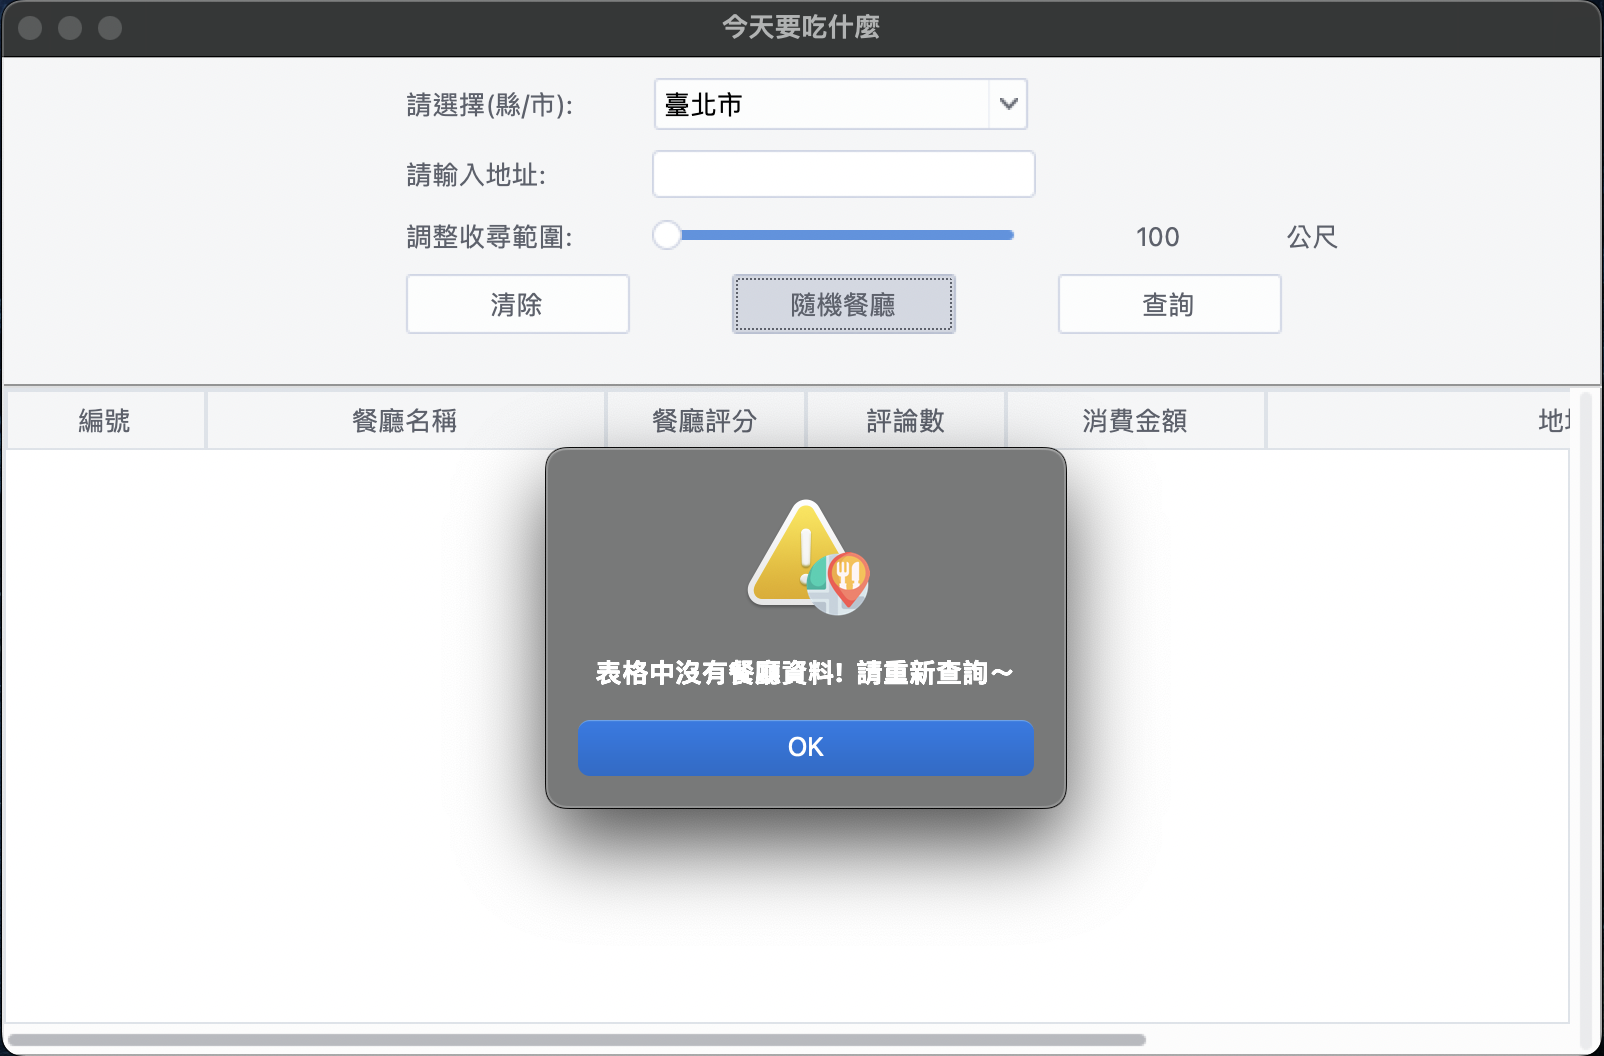 今天要吃什麼
請選擇(縣/市):
臺北市
請輸入地址:
調整收尋範圍:
100
公尺
清除
隨機餐廳
查詢
編號
餐廳名稱
餐廳評分
評論數
消費金額
地
表格中沒有餐廳資料!請重新查詢~
OK